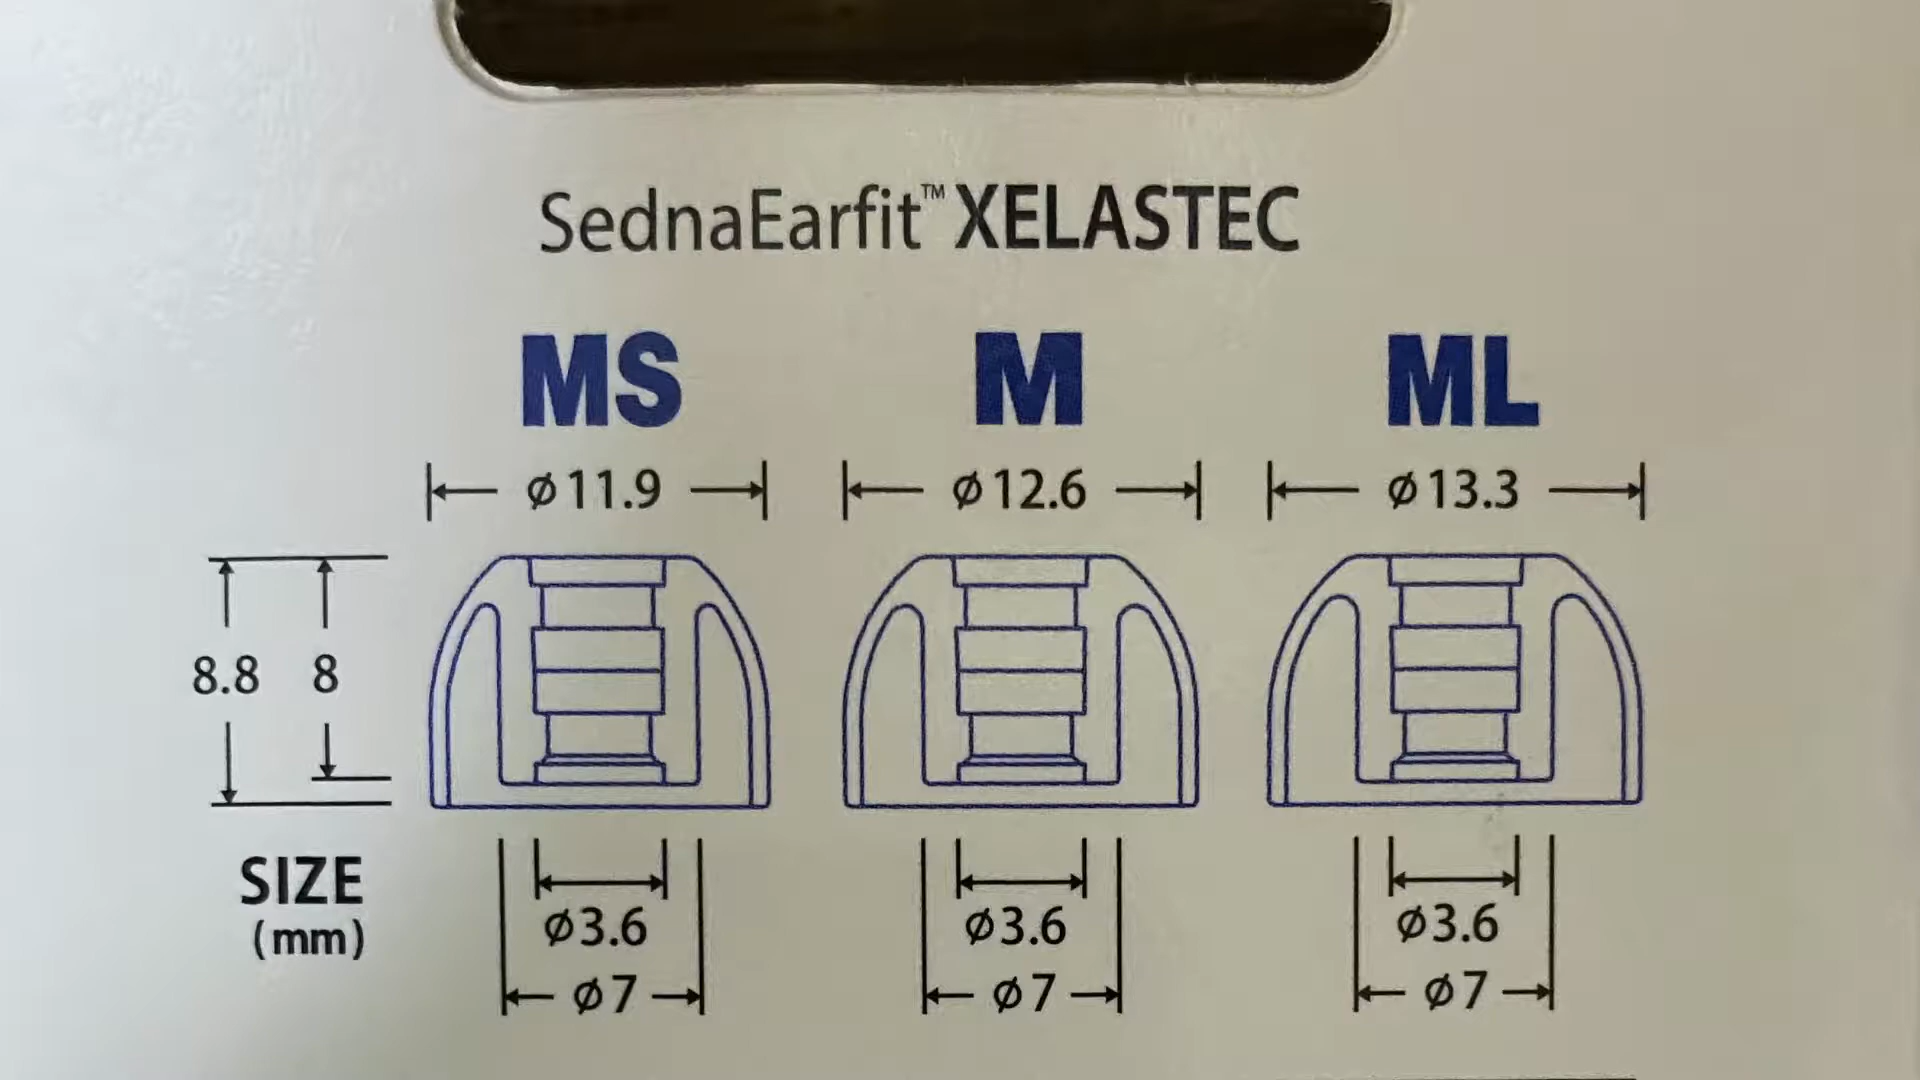 SednaEarfit™ XELASTEC
MS M ML
ø11.9 ø12.6 ø13.3
8.8 8
SIZE
(mm)
ø3.6 ø3.6 ø3.6
ø7 ø7 ø7